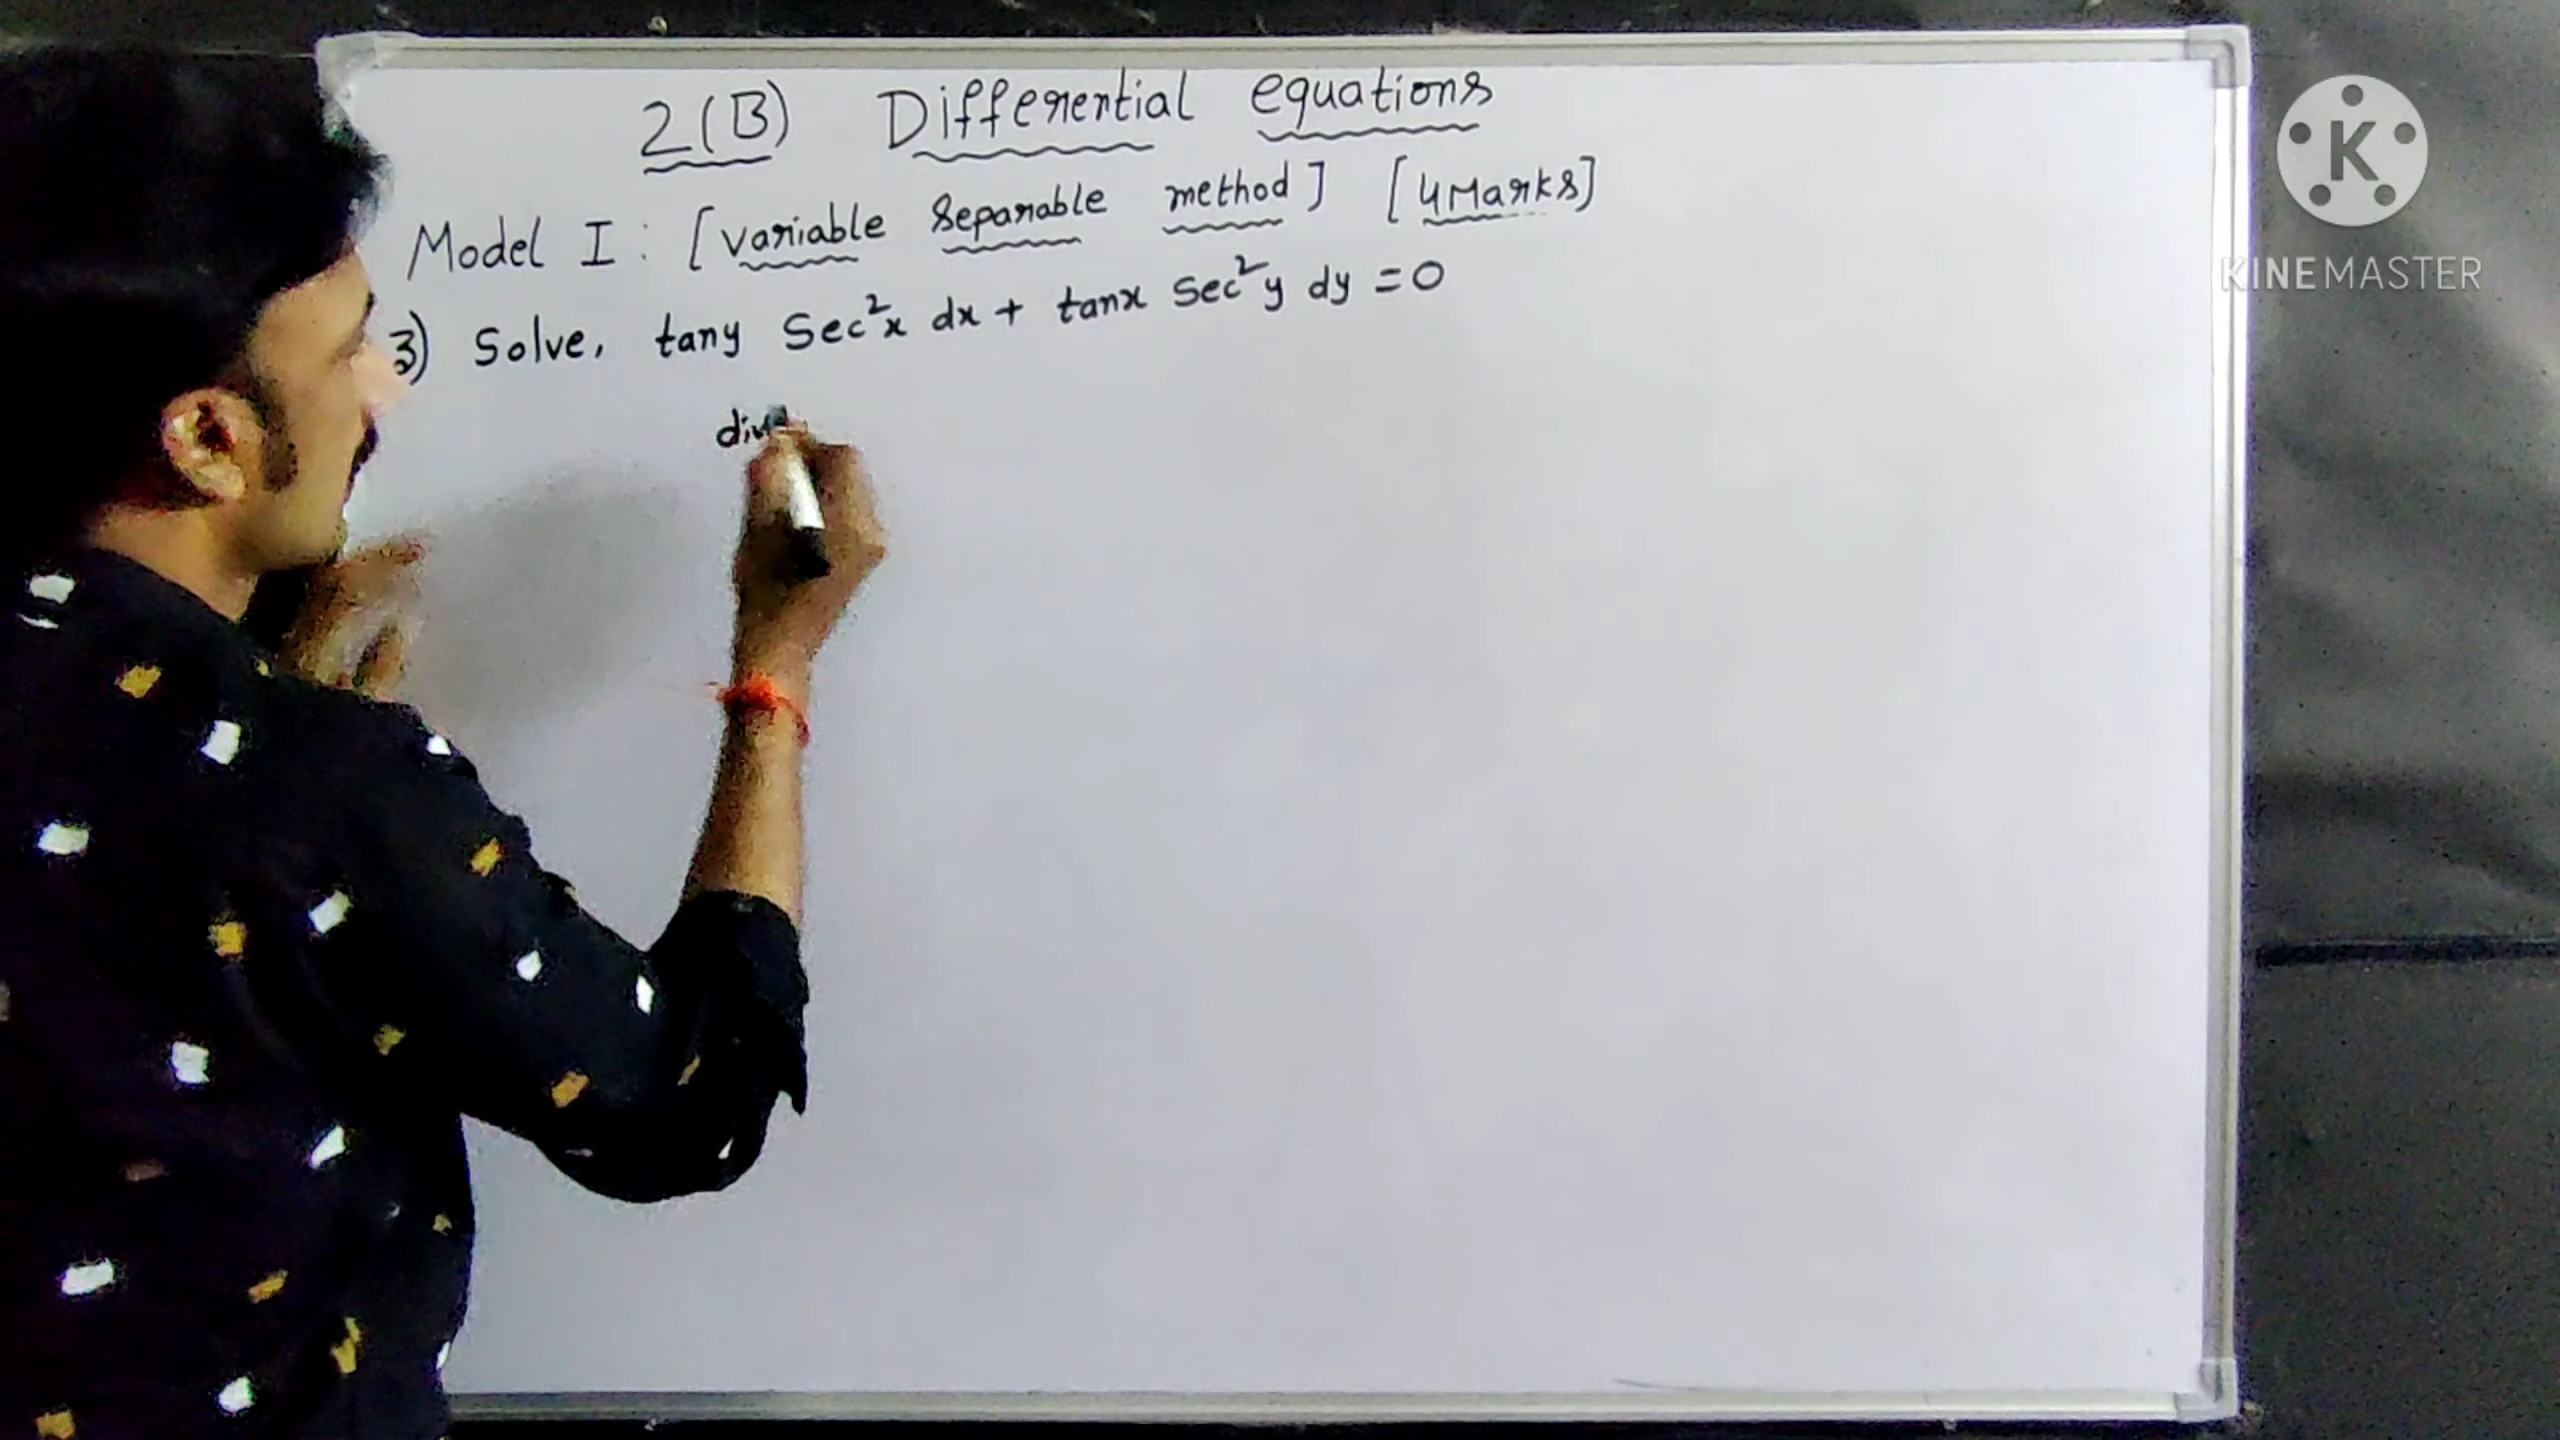 2(B) Differential equations
Model I : [variable Separable method] [4Marks]
3) Solve, tany Sec²x dx + tanx Sec²y dy = 0
K
KINEMASTER